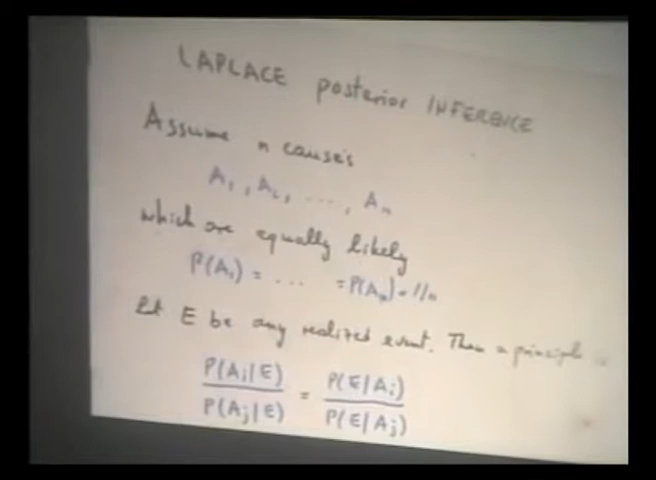 LAPLACE posterior INFERENCE
Assume n cause's
A₁, A₂, ..., Aₙ
which are equally likely
P(A₁) = ... = P(Aₙ) = 1/n
Let E be any realized event. Then a principle
P(Aᵢ|E) / P(Aⱼ|E) = P(E|Aᵢ) / P(E|Aⱼ)